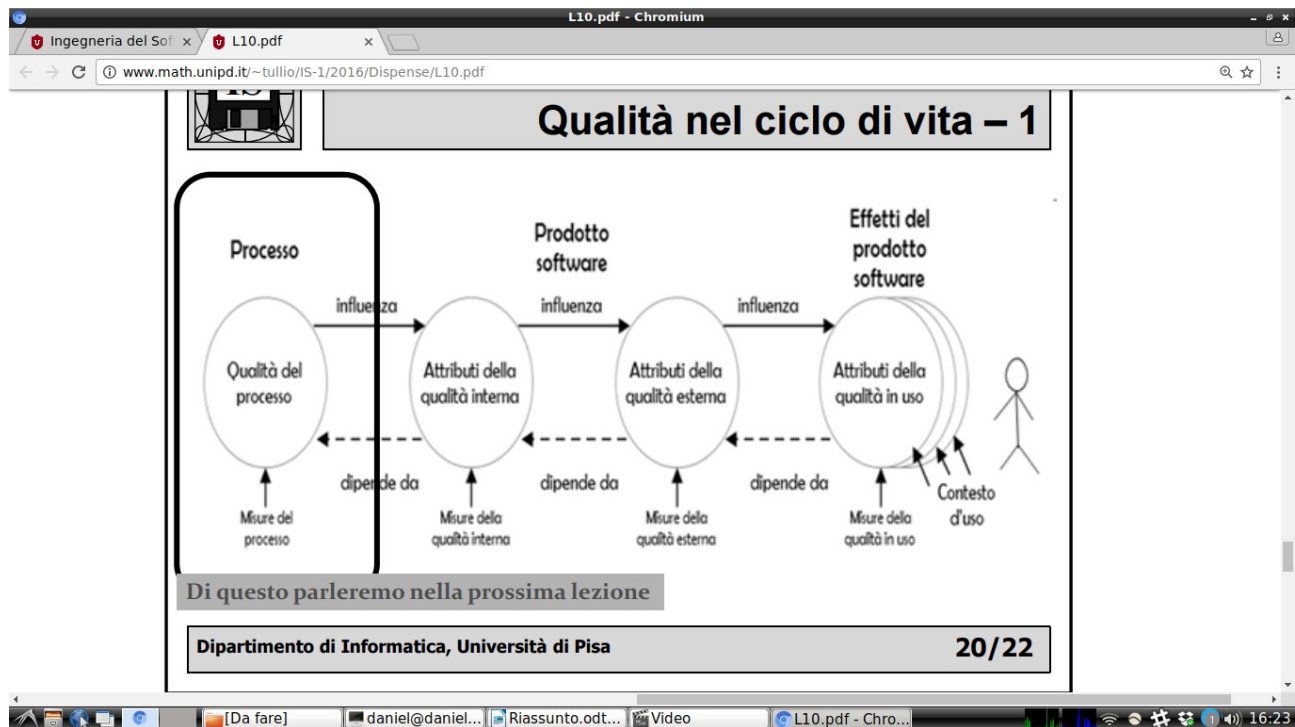 L10.pdf - Chromium
Ingegneria del Sof
L10.pdf
www.math.unipd.it/~tullio/IS-1/2016/Dispense/L10.pdf
IS
Qualità nel ciclo di vita – 1
Processo
Prodotto
software
Effetti del
prodotto
software
influenza
influenza
influenza
Qualità del
processo
Attributi della
qualità interna
Attributi della
qualità esterna
Attributi della
qualità in uso
dipende da
dipende da
dipende da
Misure del
processo
Misure della
qualità interna
Misure della
qualità esterna
Misure della
qualità in uso
Contesto
d'uso
Di questo parleremo nella prossima lezione
Dipartimento di Informatica, Università di Pisa
20/22
[Da fare]
daniel@daniel...
Riassunto.odt...
Video
L10.pdf - Chro...
1
16:23